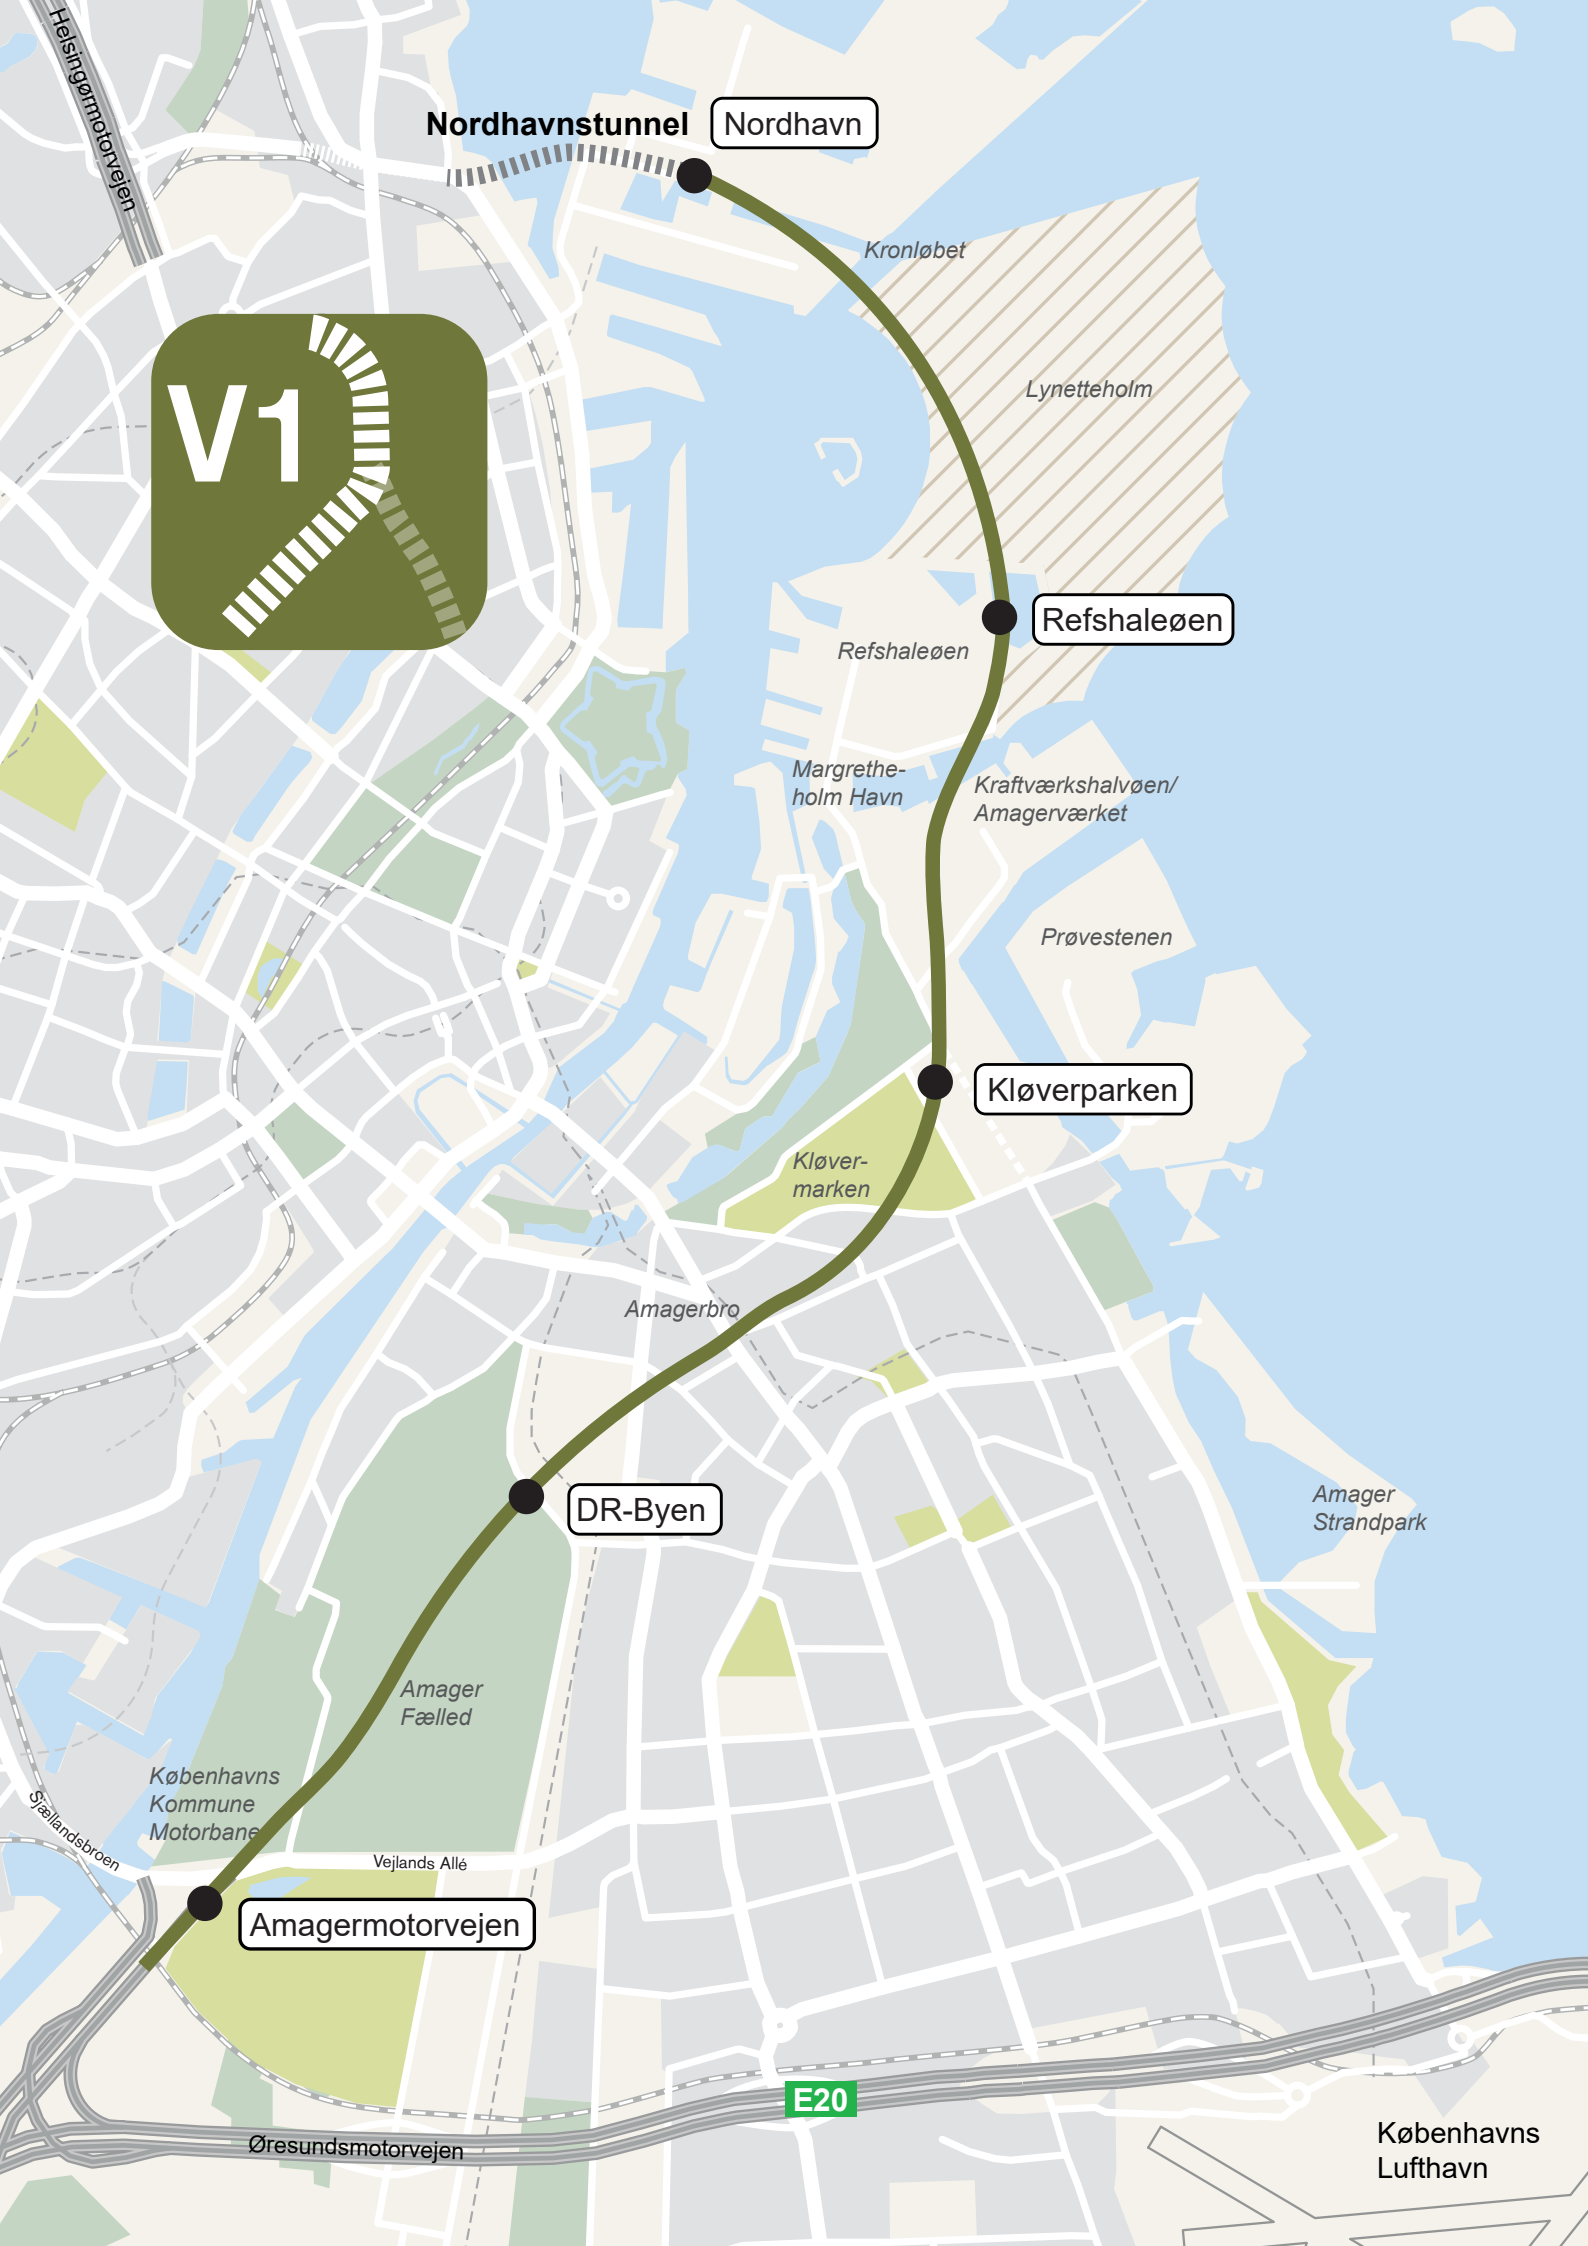 Helsingørmotorvejen
Nordhavnstunnel
Nordhavn
Kronløbet
V1
Lynetteholm
Refshaleøen
Refshaleøen
Margrethe-
holm Havn
Kraftværkshalvøen/
Amagerværket
Prøvestenen
Kløverparken
Kløver-
marken
Amagerbro
DR-Byen
Amager
Strandpark
Amager
Fælled
Københavns
Kommune
Motorbane
Sjællandsbroen
Vejlands Allé
Amagermotorvejen
E20
Øresundsmotorvejen
Københavns
Lufthavn